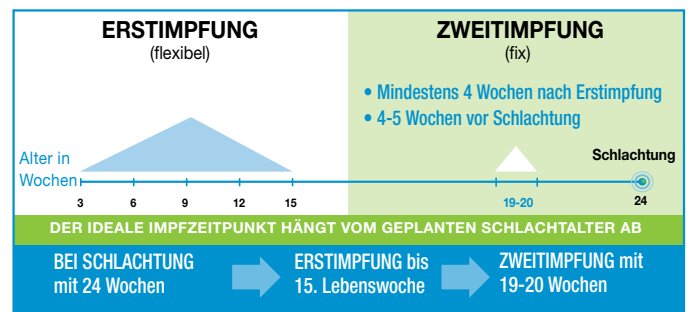 ERSTIMPFUNG
(flexibel)
ZWEITIMPFUNG
(fix)
• Mindestens 4 Wochen nach Erstimpfung
• 4-5 Wochen vor Schlachtung
Alter in
Wochen
Schlachtung
3 6 9 12 15 19-20 24
DER IDEALE IMPFZEITPUNKT HÄNGT VOM GEPLANTEN SCHLACHTALTER AB
BEI SCHLACHTUNG
mit 24 Wochen
ERSTIMPFUNG bis
15. Lebenswoche
ZWEITIMPFUNG mit
19-20 Wochen